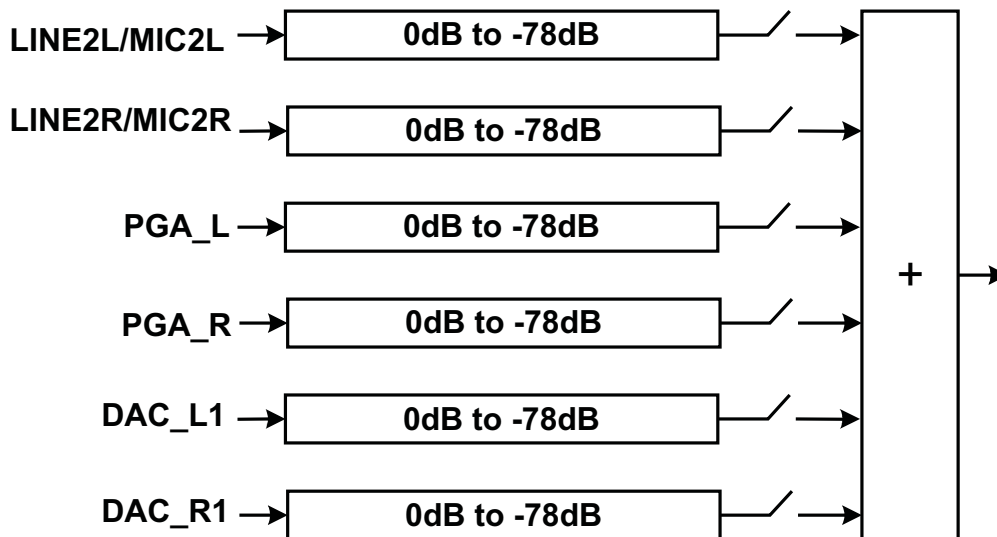 LINE2L/MIC2L
0dB to -78dB
LINE2R/MIC2R
0dB to -78dB
PGA_L
0dB to -78dB
+
PGA_R
0dB to -78dB
DAC_L1
0dB to -78dB
DAC_R1
0dB to -78dB